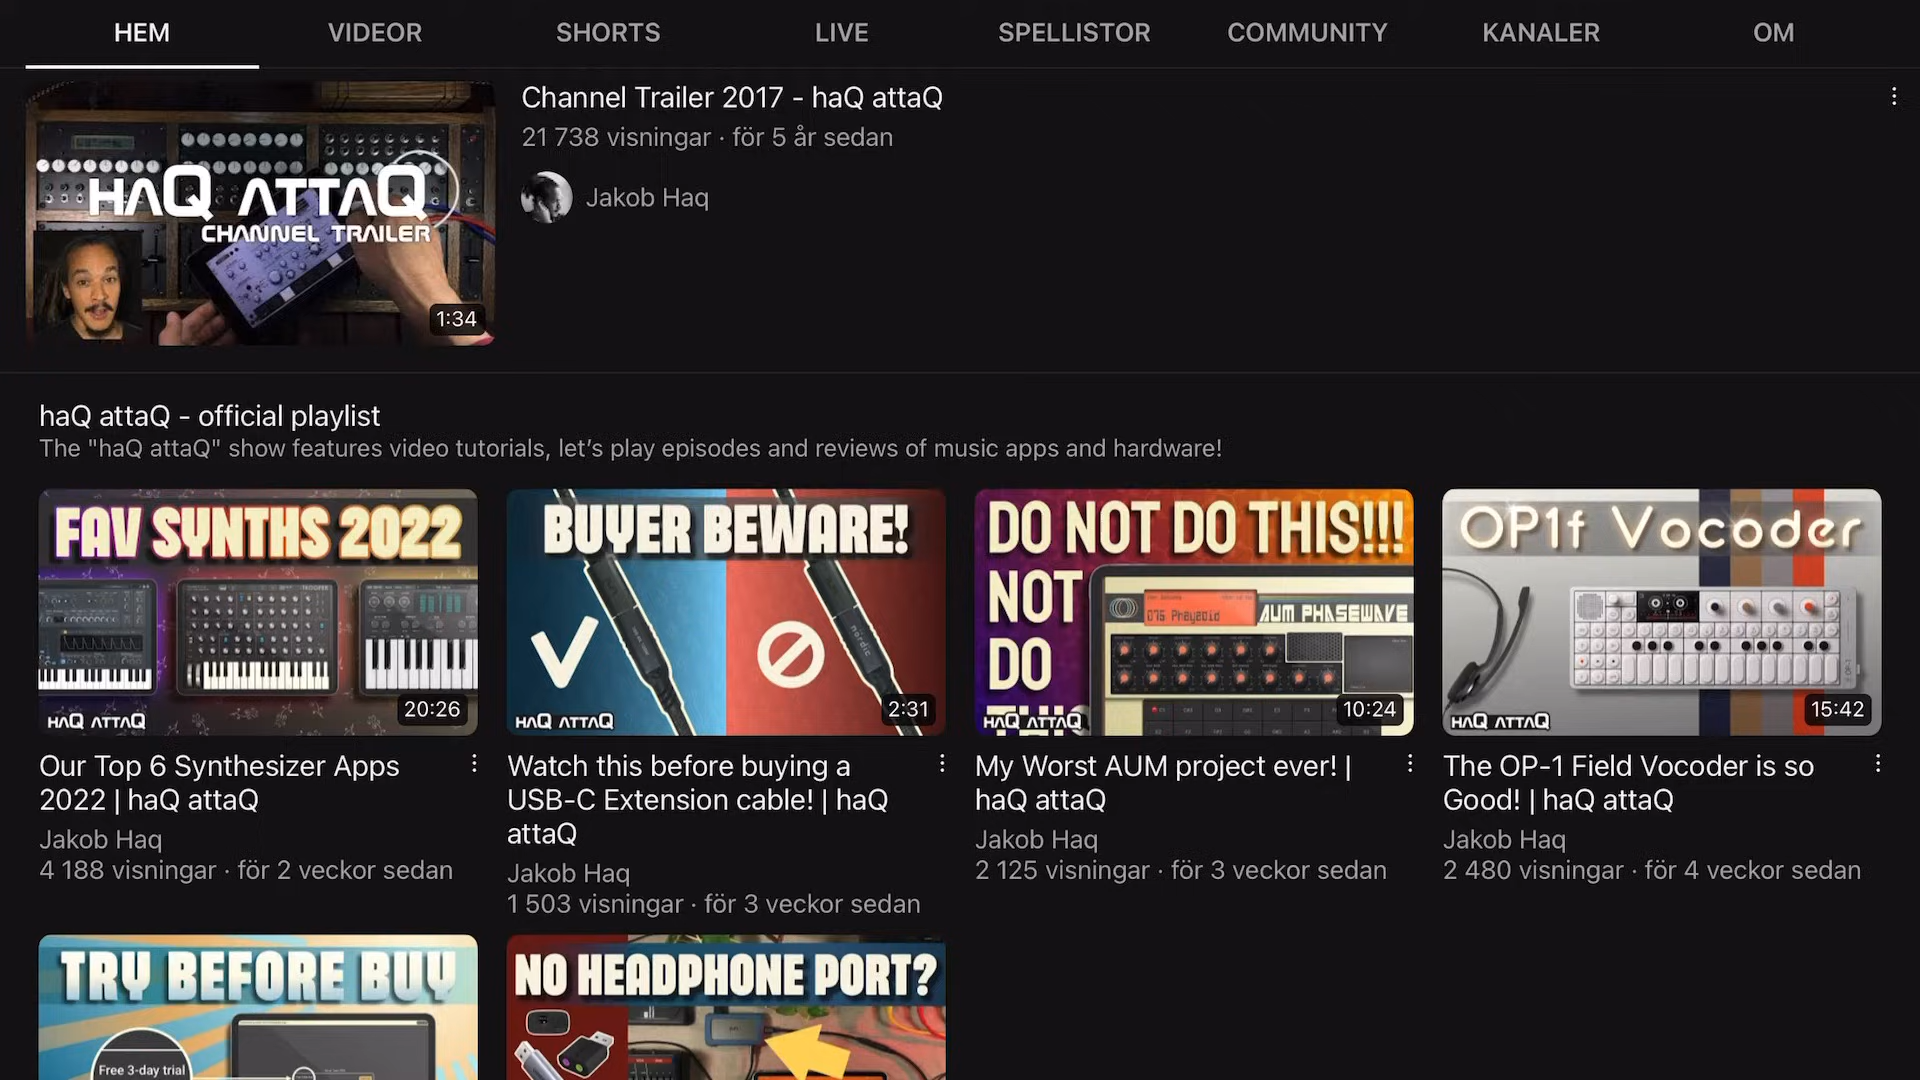 HEM VIDEOR SHORTS LIVE SPELLISTOR COMMUNITY KANALER OM
HAQ ATTAQ
CHANNEL TRAILER
1:34
Channel Trailer 2017 - haQ attaQ
21 738 visningar · för 5 år sedan
Jakob Haq
haQ attaQ - official playlist
The "haQ attaQ" show features video tutorials, let’s play episodes and reviews of music apps and hardware!
FAV SYNTHS 2022
HAQ ATTAQ
20:26
Our Top 6 Synthesizer Apps
2022 | haQ attaQ
Jakob Haq
4 188 visningar · för 2 veckor sedan
BUYER BEWARE!
nördic
HAQ ATTAQ
2:31
Watch this before buying a
USB-C Extension cable! | haQ
attaQ
Jakob Haq
1 503 visningar · för 3 veckor sedan
DO NOT DO THIS!!!
NOT
DO
THIS
075 Phayzoid
AUM PHASEWAVE
HAQ ATTAQ
10:24
My Worst AUM project ever! |
haQ attaQ
Jakob Haq
2 125 visningar · för 3 veckor sedan
OP1f Vocoder
HAQ ATTAQ
15:42
The OP-1 Field Vocoder is so
Good! | haQ attaQ
Jakob Haq
2 480 visningar · för 4 veckor sedan
TRY BEFORE BUY
Free 3-day trial
NO HEADPHONE PORT?